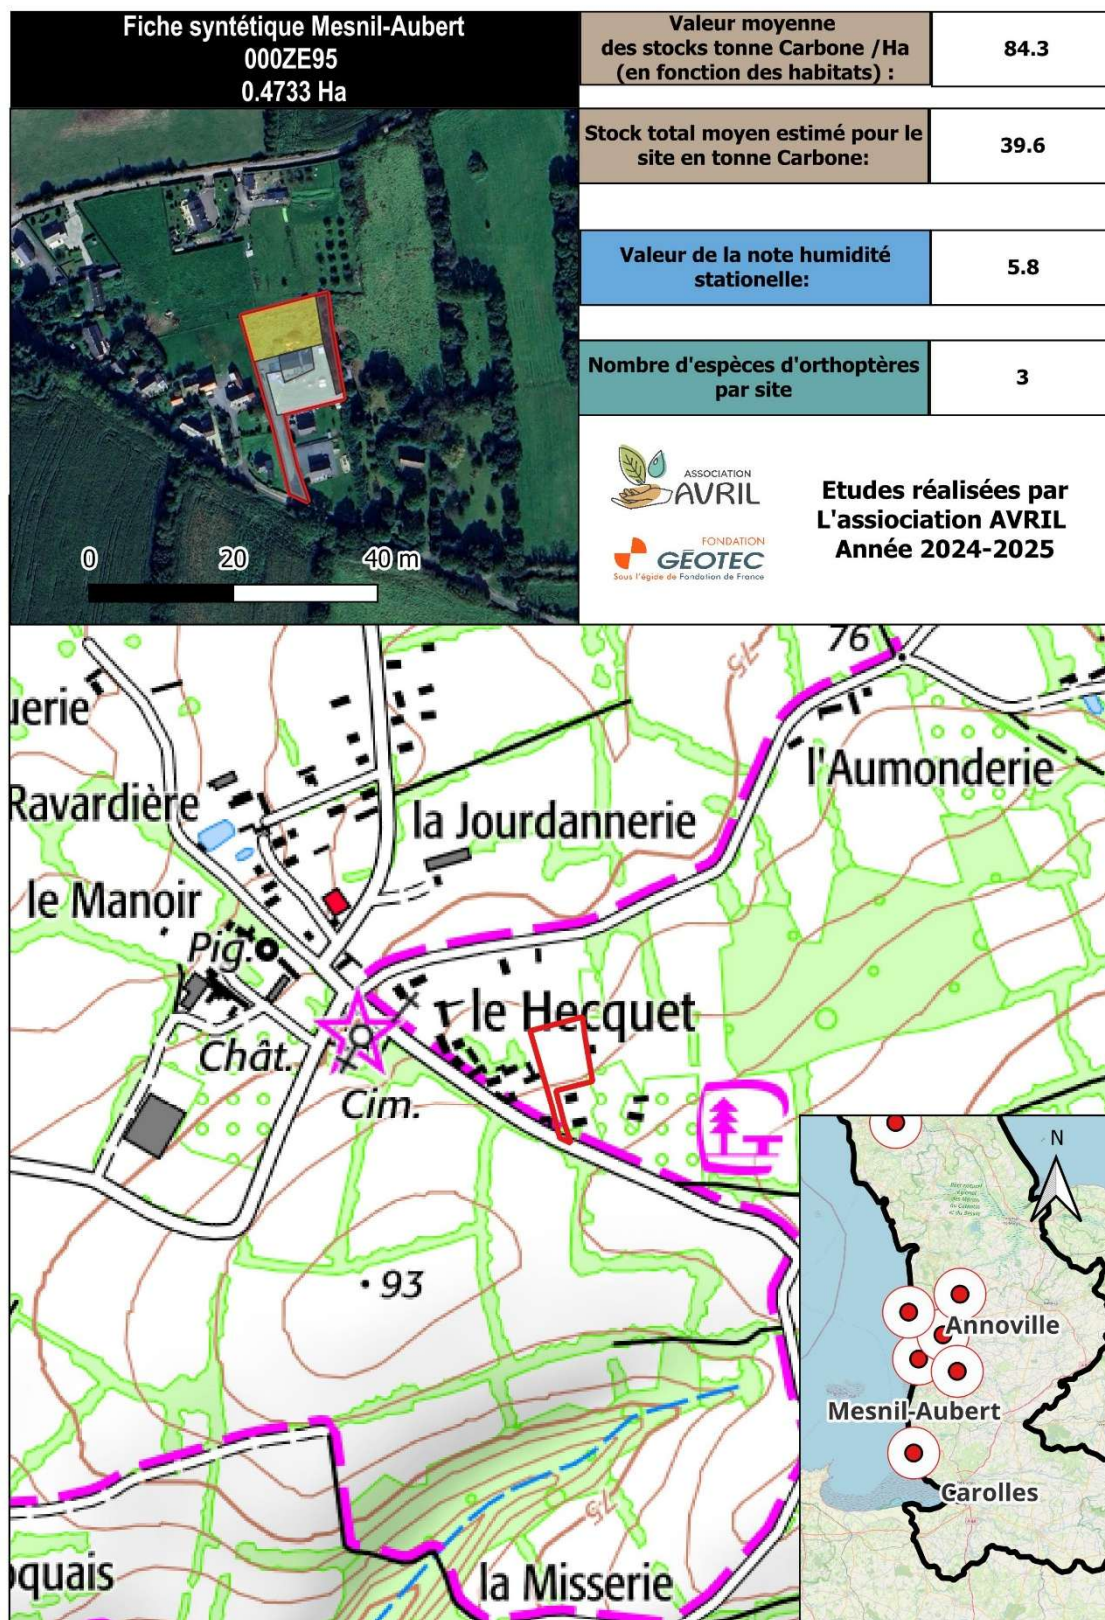 Fiche syntétique Mesnil-Aubert
000ZE95
0.4733 Ha
Valeur moyenne
des stocks tonne Carbone /Ha
(en fonction des habitats) :
84.3
Stock total moyen estimé pour le
site en tonne Carbone:
39.6
Valeur de la note humidité
stationelle:
5.8
Nombre d'espèces d'orthoptères
par site
3
ASSOCIATION
AVRIL
FONDATION
GÉOTEC
Sous l'égide de Fondation de France
Etudes réalisées par
L'assiociation AVRIL
Année 2024-2025
0 20 40 m
76
75
uerie
l'Aumonderie
Ravardière
la Jourdannerie
le Manoir
Pig.
le Hecquet
Chât.
Cim.
93
N
Annoville
Mesnil-Aubert
Carolles
75
oquais
la Misserie